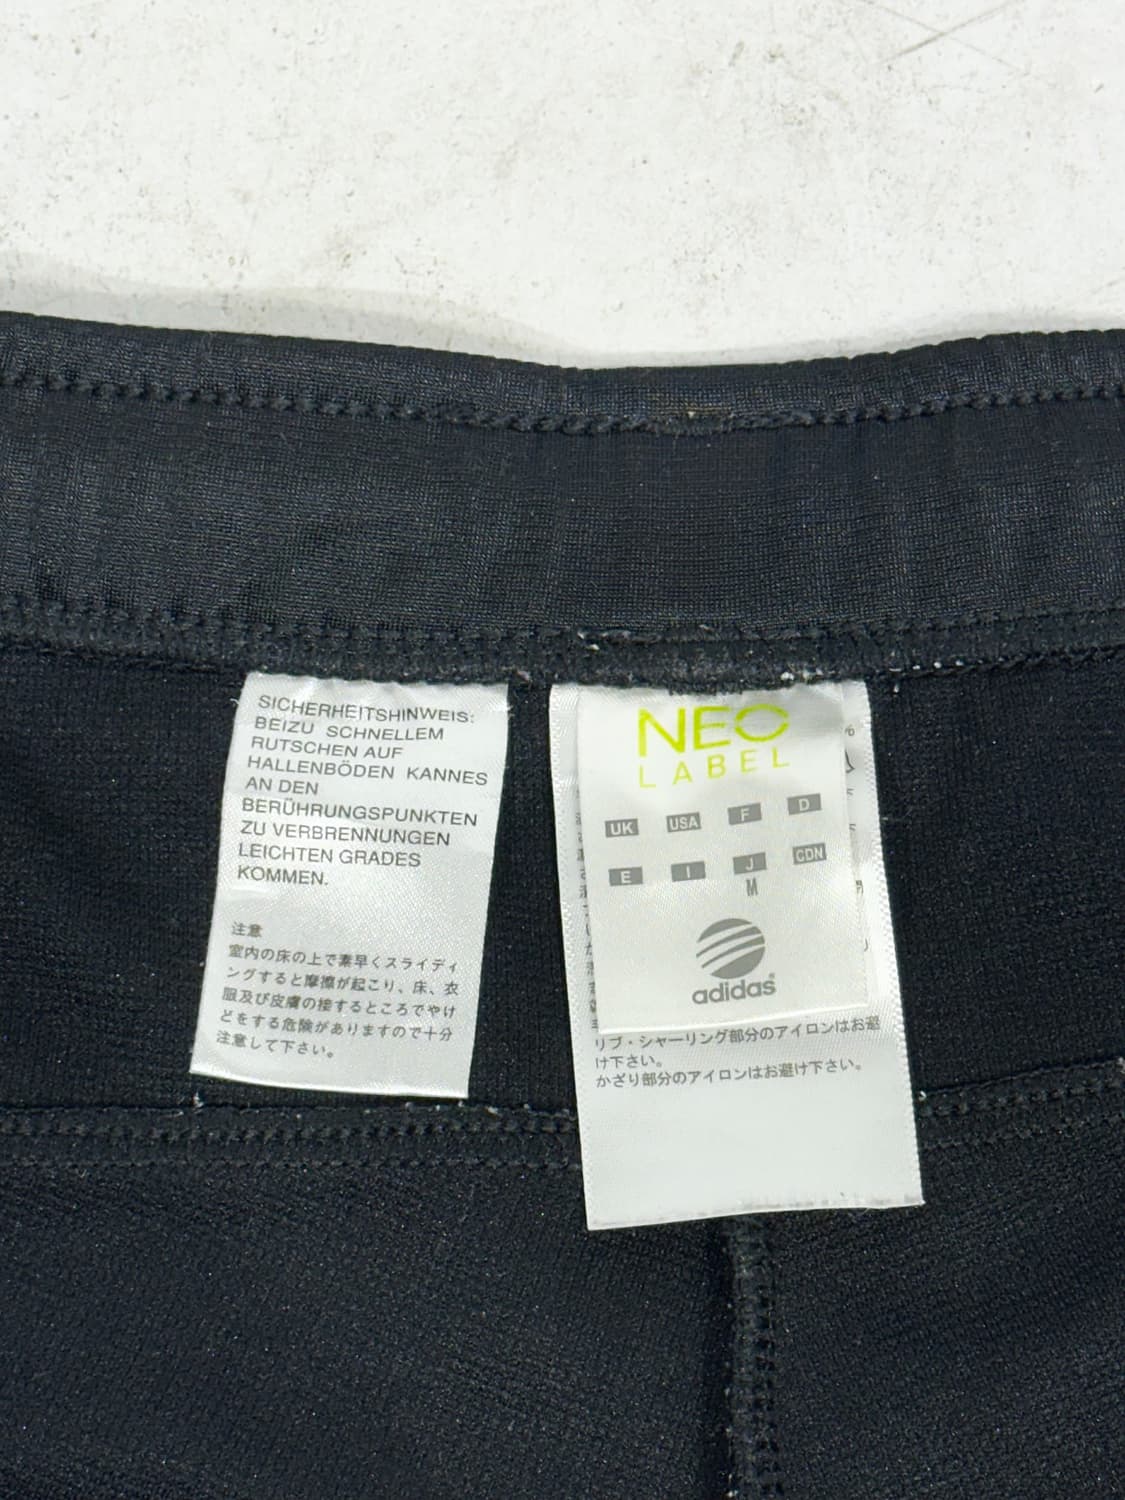 SICHERHEITSHINWEIS:
BEIZU SCHNELLEM
RUTSCHEN AUF
HALLENBÖDEN KANNES
AN DEN
BERÜHRUNGSPUNKTEN
ZU VERBRENNUNGEN
LEICHTEN GRADES
KOMMEN.
注意
室内の床の上で素早くスライディ
ングすると摩擦が起こり、床、衣
服及び皮膚の接するところでやけ
どをする危険がありますので十分
注意して下さい。
NEO
LABEL
UK USA F D
E I J CDN
M
adidas®
リブ・シャーリング部分のアイロンはお避
け下さい。
かざり部分のアイロンはお避け下さい。